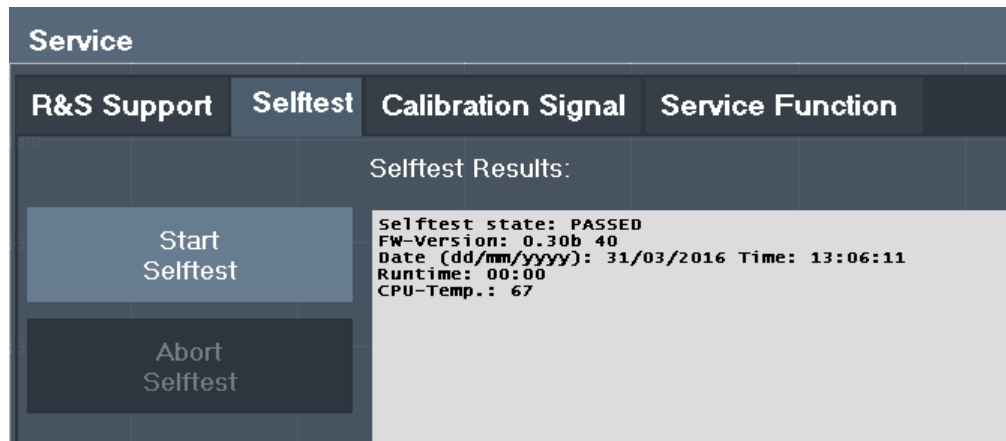 Service
R&S Support Selftest Calibration Signal Service Function
Selftest Results:
Start
Selftest
Selftest state: PASSED
FW-Version: 0.30b 40
Date (dd/mm/yyyy): 31/03/2016 Time: 13:06:11
Runtime: 00:00
CPU-Temp.: 67
Abort
Selftest